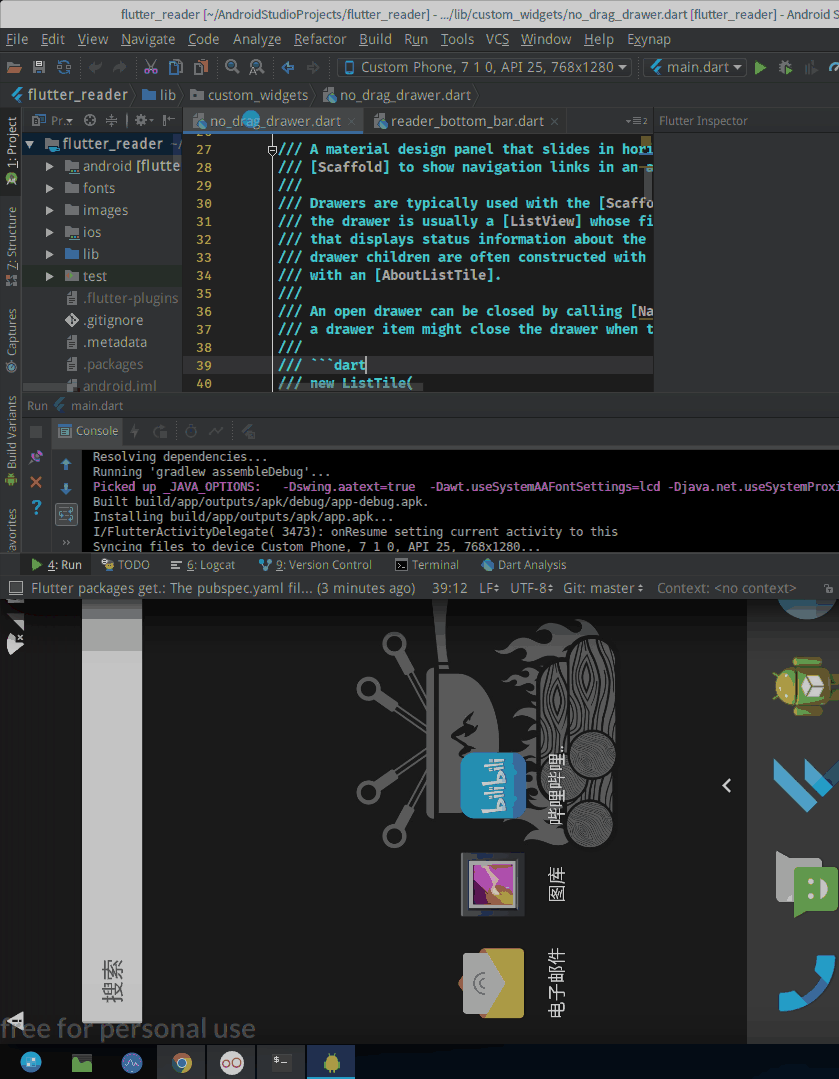 flutter_reader [~/AndroidStudioProjects/flutter_reader] - .../lib/custom_widgets/no_drag_drawer.dart [flutter_reader] - Android S
File Edit View Navigate Code Analyze Refactor Build Run Tools VCS Window Help Exynap
Custom Phone, 7 1 0, API 25, 768x1280 main.dart
flutter_reader lib custom_widgets no_drag_drawer.dart
1: Project
7: Structure
Captures
Build Variants
avorites
Pr..
flutter_reader ~/
android [flutte
fonts
images
ios
lib
test
.flutter-plugins
.gitignore
.metadata
.packages
android.iml
no_drag_drawer.dart reader_bottom_bar.dart
2
Flutter Inspector
27 /// A material design panel that slides in hori
28 /// [Scaffold] to show navigation links in an a
29 ///
30 /// Drawers are typically used with the [Scaffo
31 /// the drawer is usually a [ListView] whose fi
32 /// that displays status information about the
33 /// drawer children are often constructed with
34 /// with an [AboutListTile].
35 ///
36 /// An open drawer can be closed by calling [Na
37 /// a drawer item might close the drawer when t
38 ///
39 /// ```dart
40 /// new ListTile(
Run main.dart
Console
Resolving dependencies...
Running 'gradlew assembleDebug'...
Picked up _JAVA_OPTIONS:   -Dswing.aatext=true  -Dawt.useSystemAAFontSettings=lcd -Djava.net.useSystemProxi
Built build/app/outputs/apk/debug/app-debug.apk.
Installing build/app/outputs/apk/app.apk...
I/FlutterActivityDelegate( 3473): onResume setting current activity to this
Syncing files to device Custom Phone, 7 1 0, API 25, 768x1280...
4: Run TODO 6: Logcat 9: Version Control Terminal Dart Analysis
Flutter packages get.: The pubspec.yaml fil... (3 minutes ago) 39:12 LF UTF-8 Git: master Context: <no context>
bilibili
哔哩哔哩..
图库
电子邮件
搜索
free for personal use